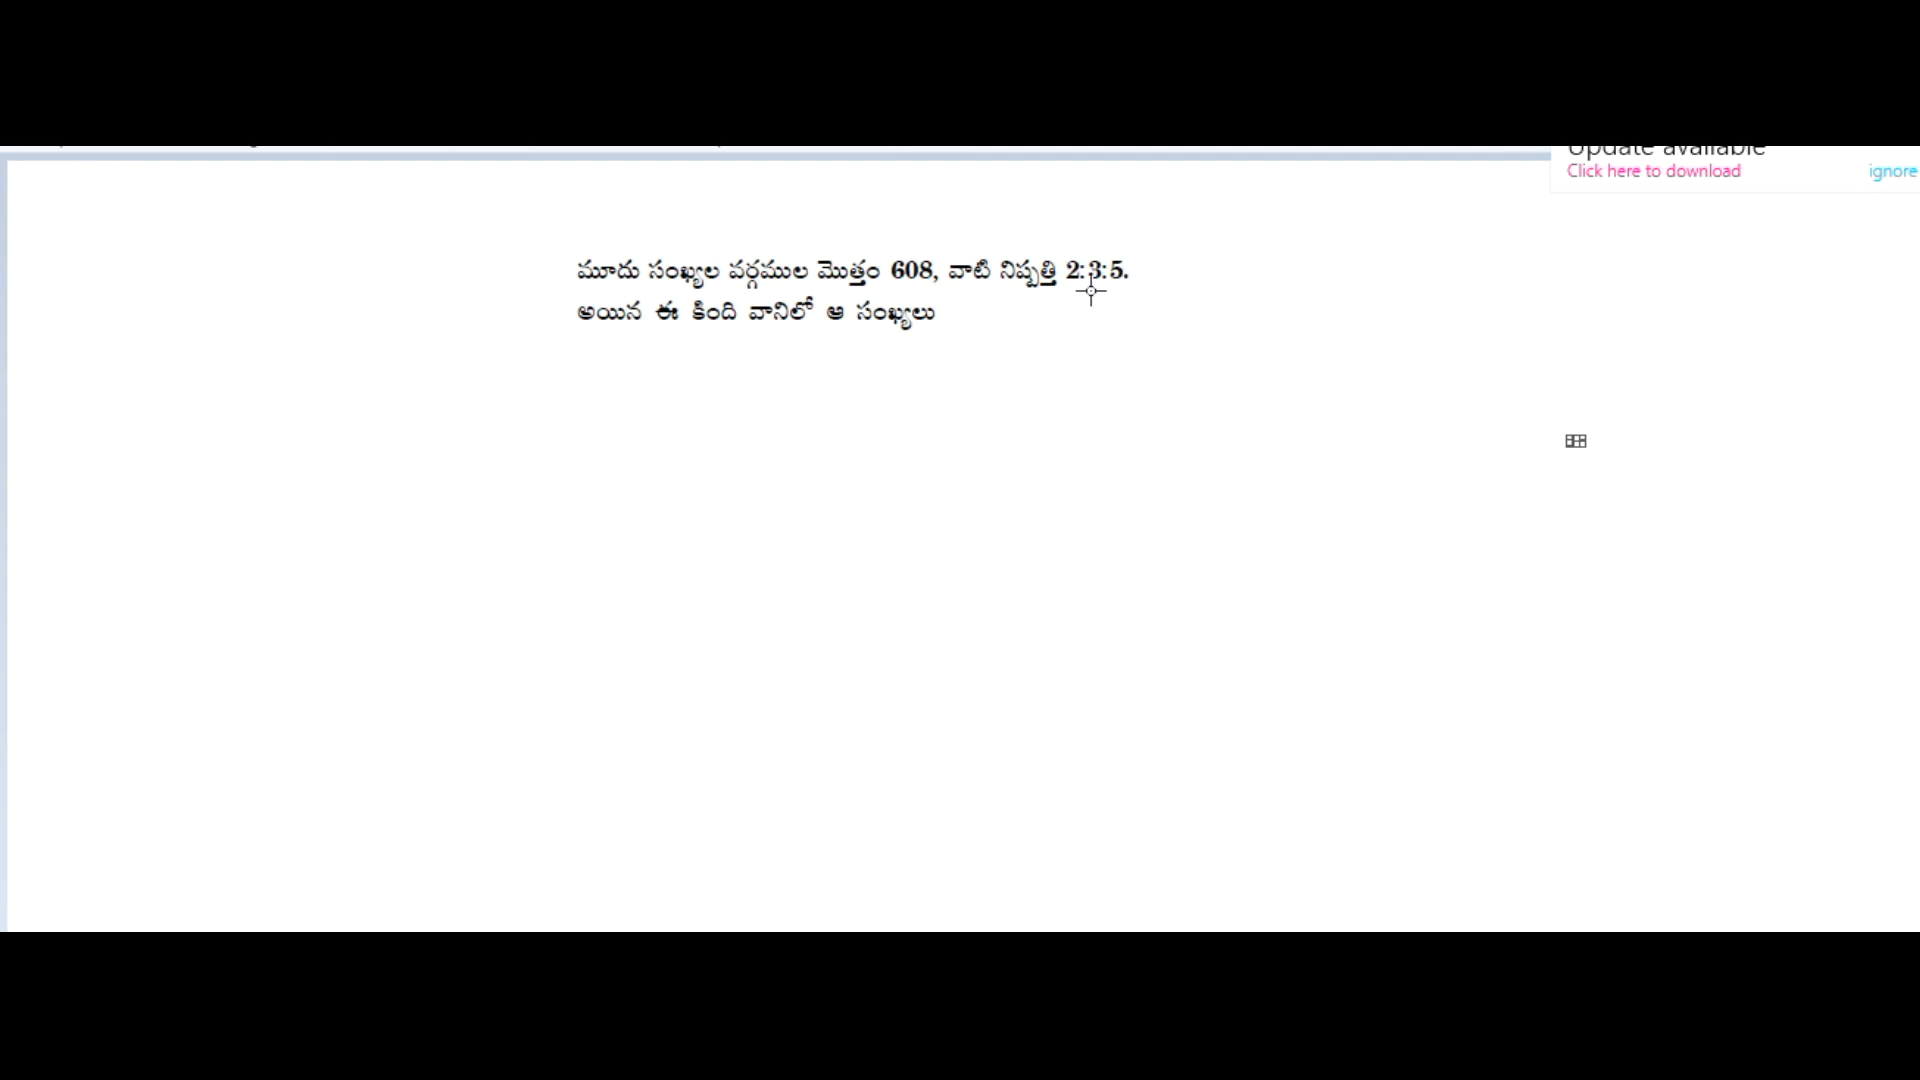 Update available
Click here to download ignore
మూడు సంఖ్యల వర్గముల మొత్తం 608, వాటి నిష్పత్తి 2:3:5.
అయిన ఈ కింది వానిలో ఆ సంఖ్యలు